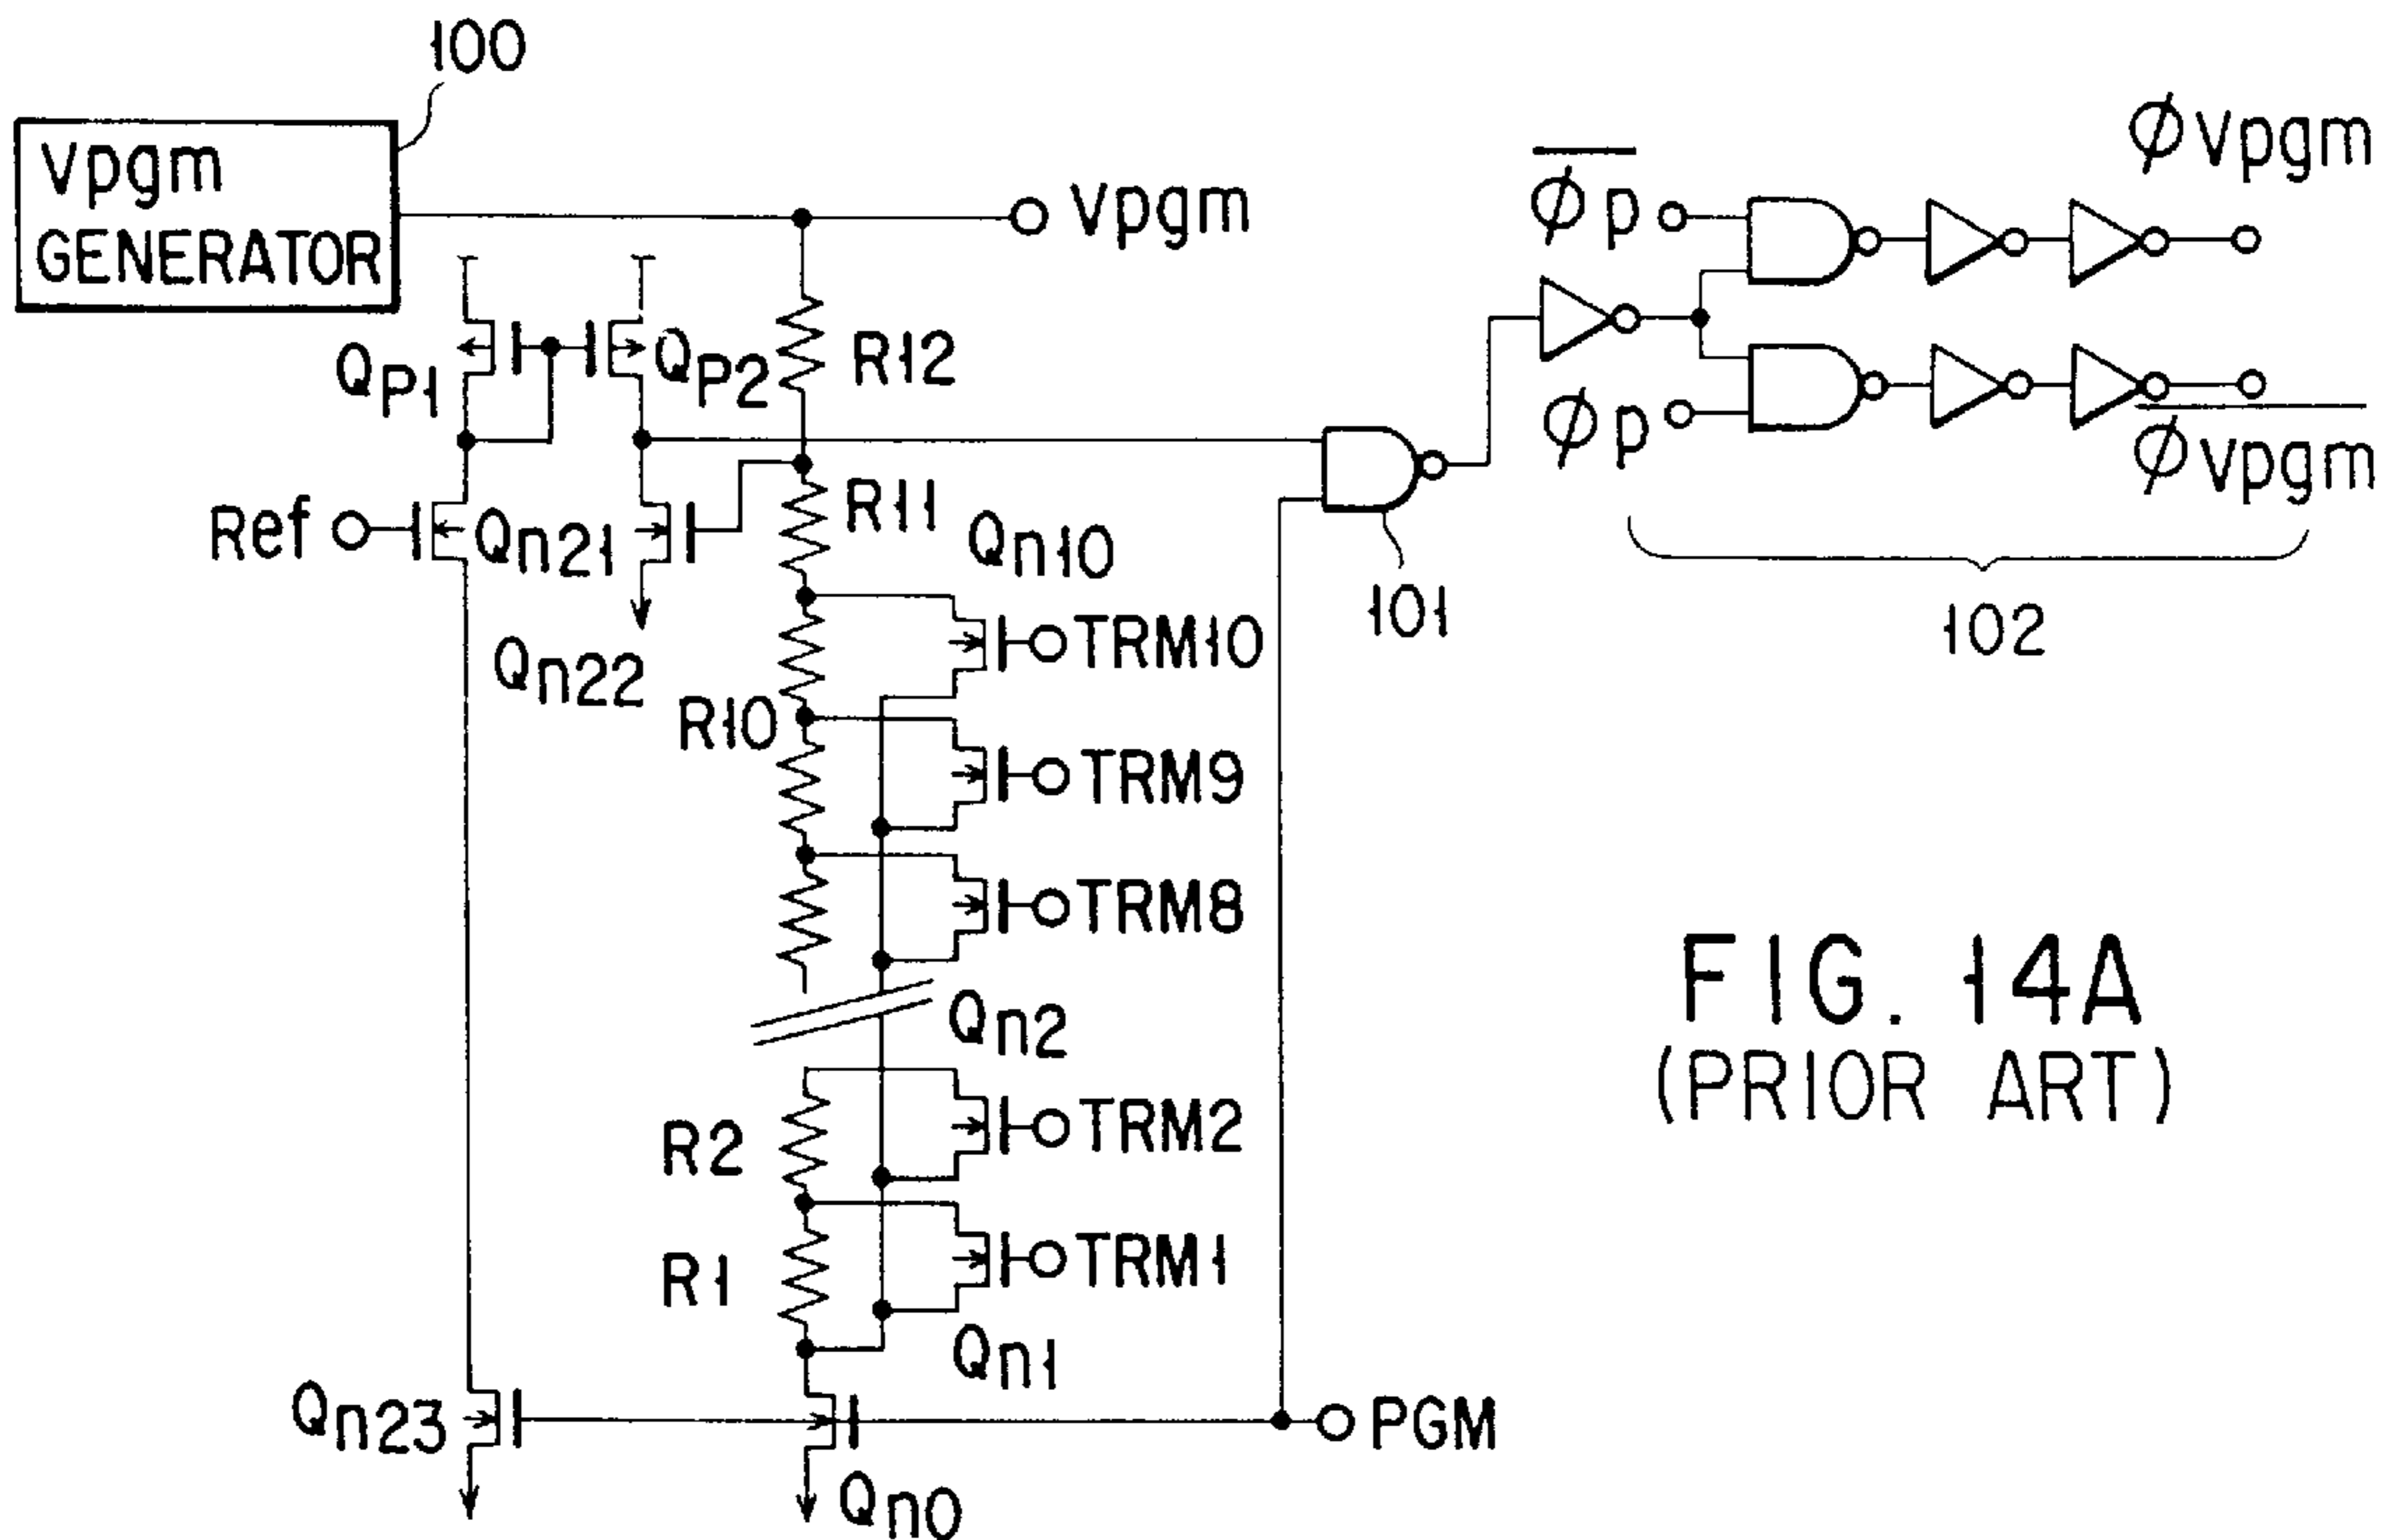 100
Vpgm
GENERATOR
Vpgm
φp
φVpgm
QP1
QP2
R12
φp
φVpgm
Ref
Qn21
R11
Qn10
101
102
Qn22
TRM10
R10
TRM9
TRM8
Qn2
FIG. 14A
(PRIOR ART)
R2
TRM2
R1
TRM1
Qn1
Qn23
PGM
Qn0